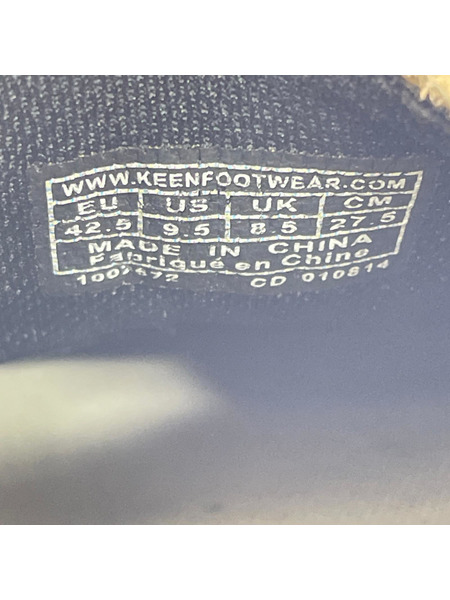 WWW.KEENFOOTWEAR.COM
EU US UK CM
42.5 9.5 8.5 27.5
MADE IN CHINA
Fabriqué en Chine
1007472 CD 010814